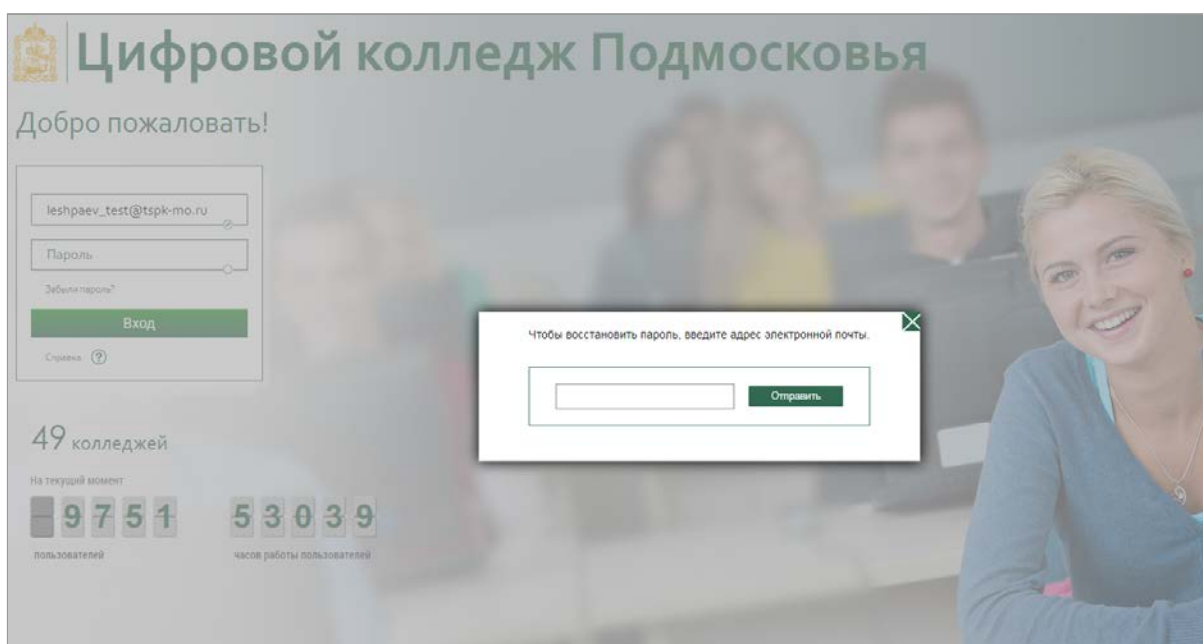 Цифровой колледж Подмосковья
Добро пожаловать!
leshpaev_test@tspk-mo.ru
Пароль
Забыли пароль?
Вход
Справка ?
Чтобы восстановить пароль, введите адрес электронной почты.
Отправить
49 колледжей
На текущий момент
9751 53039
пользователей часов работы пользователей